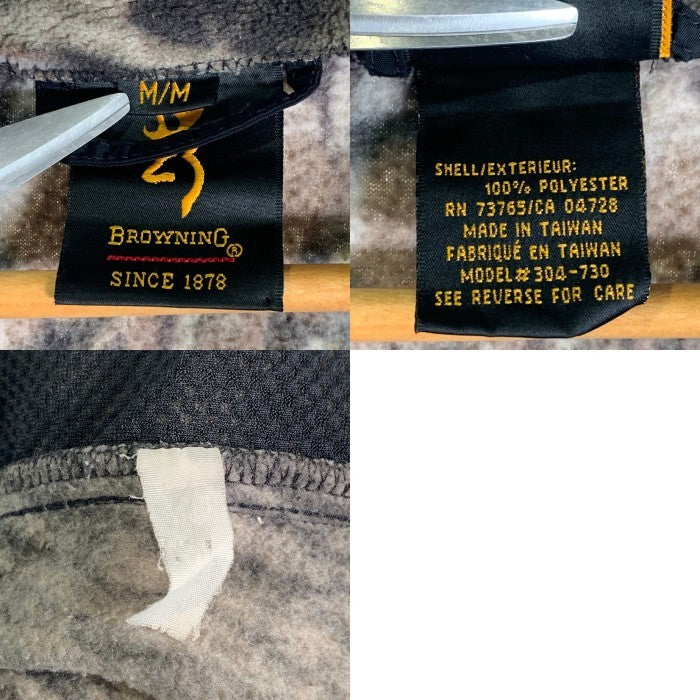 M/M
BROWNING®
SINCE 1878
SHELL/EXTERIEUR:
100% POLYESTER
RN 73765/CA 04728
MADE IN TAIWAN
FABRIQUÉ EN TAIWAN
MODEL# 304-730
SEE REVERSE FOR CARE